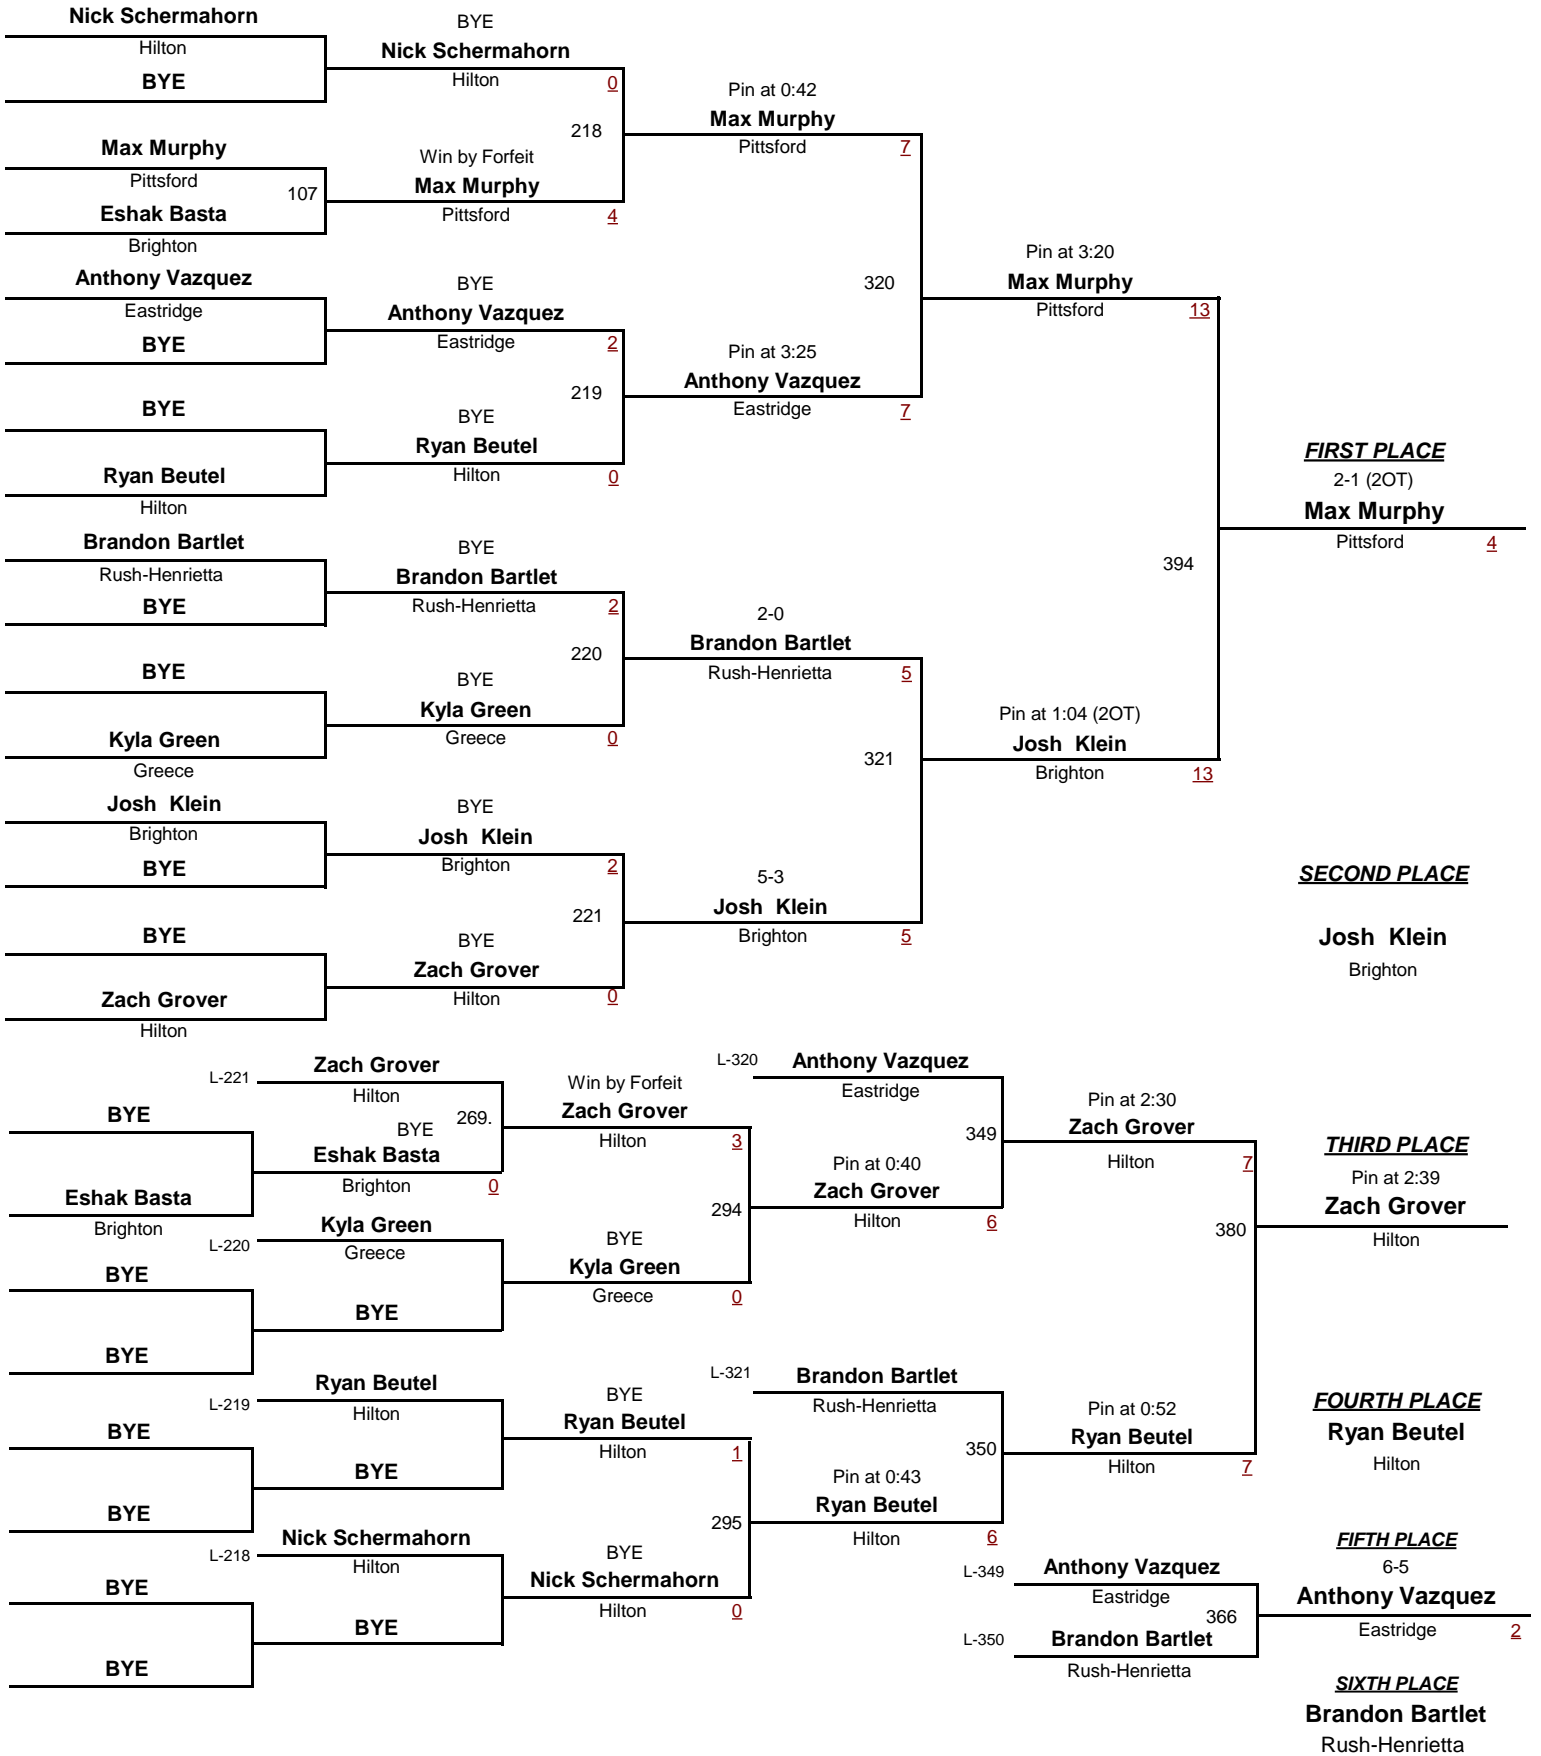 Nick Schermahorn
Hilton
BYE
Max Murphy
Pittsford
107
Eshak Basta
Brighton
Anthony Vazquez
Eastridge
BYE
BYE
Ryan Beutel
Hilton
Brandon Bartlet
Rush-Henrietta
BYE
BYE
Kyla Green
Greece
Josh Klein
Brighton
BYE
BYE
Zach Grover
Hilton
BYE
Nick Schermahorn
Hilton
0
218
Win by Forfeit
Max Murphy
Pittsford
4
BYE
Anthony Vazquez
Eastridge
2
219
BYE
Ryan Beutel
Hilton
0
BYE
Brandon Bartlet
Rush-Henrietta
2
220
BYE
Kyla Green
Greece
0
BYE
Josh Klein
Brighton
2
221
BYE
Zach Grover
Hilton
0
Pin at 0:42
Max Murphy
Pittsford
7
320
Pin at 3:25
Anthony Vazquez
Eastridge
7
2-0
Brandon Bartlet
Rush-Henrietta
5
321
5-3
Josh Klein
Brighton
5
Pin at 3:20
Max Murphy
Pittsford
13
394
Pin at 1:04 (2OT)
Josh Klein
Brighton
13
FIRST PLACE
2-1 (2OT)
Max Murphy
Pittsford
4
SECOND PLACE
Josh Klein
Brighton
BYE
Eshak Basta
Brighton
BYE
BYE
BYE
BYE
BYE
BYE
L-221
Zach Grover
Hilton
269.
BYE
Eshak Basta
Brighton
0
L-220
Kyla Green
Greece
BYE
L-219
Ryan Beutel
Hilton
BYE
L-218
Nick Schermahorn
Hilton
BYE
Win by Forfeit
Zach Grover
Hilton
3
294
BYE
Kyla Green
Greece
0
BYE
Ryan Beutel
Hilton
1
295
BYE
Nick Schermahorn
Hilton
0
L-320
Anthony Vazquez
Eastridge
349
Pin at 0:40
Zach Grover
Hilton
6
L-321
Brandon Bartlet
Rush-Henrietta
350
Pin at 0:43
Ryan Beutel
Hilton
6
Pin at 2:30
Zach Grover
Hilton
7
380
Pin at 0:52
Ryan Beutel
Hilton
7
THIRD PLACE
Pin at 2:39
Zach Grover
Hilton
FOURTH PLACE
Ryan Beutel
Hilton
L-349
Anthony Vazquez
Eastridge
366
L-350
Brandon Bartlet
Rush-Henrietta
FIFTH PLACE
6-5
Anthony Vazquez
Eastridge
2
SIXTH PLACE
Brandon Bartlet
Rush-Henrietta